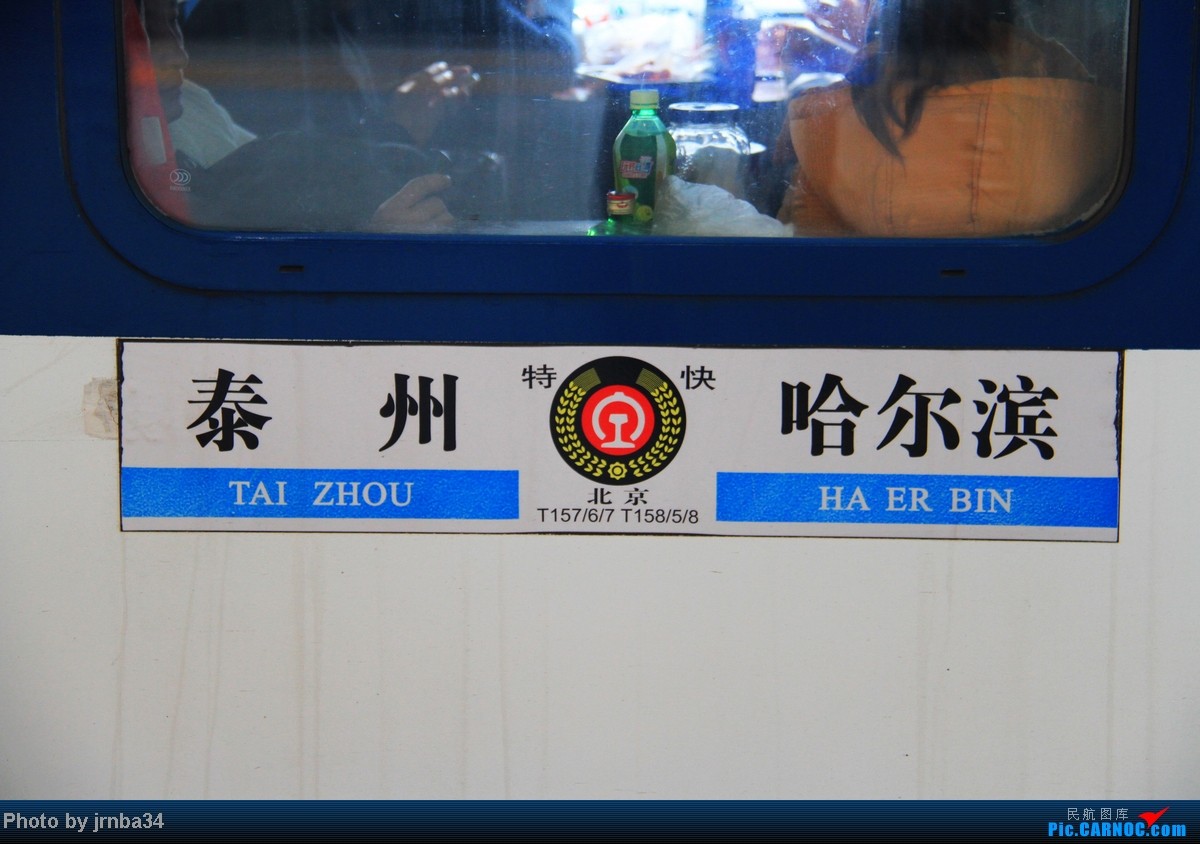 泰州 特 快 哈尔滨
TAI ZHOU 北京 HA ER BIN
T157/6/7 T158/5/8
Photo by jrnba34
民航图库
Pic.CARNOC.com